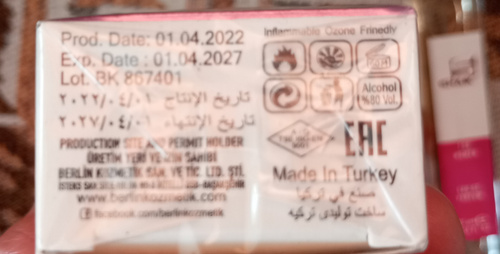 Prod. Date: 01.04.2022
Exp. Date : 01.04.2027
Lot: BK 867401
تاريخ الإنتاج ٢٠٢٢/٠٤/٠١
تاريخ الإنتهاء ٢٠٢٧/٠٤/٠١
PRODUCTION SITE AND PERMIT HOLDER
ÜRETİM YERİ VE İZİN SAHİBİ
BERLİN KOZMETİK SAN. VE TİC. LTD. ŞTİ.
www.berlinkozmetik.com
facebook.com/berlinkozmetik
Inflammable Ozone Frinedly
Alcohol
%80 Vol.
EAC
Made In Turkey
صنع في تركيا
ساخت تولیدی ترکیه